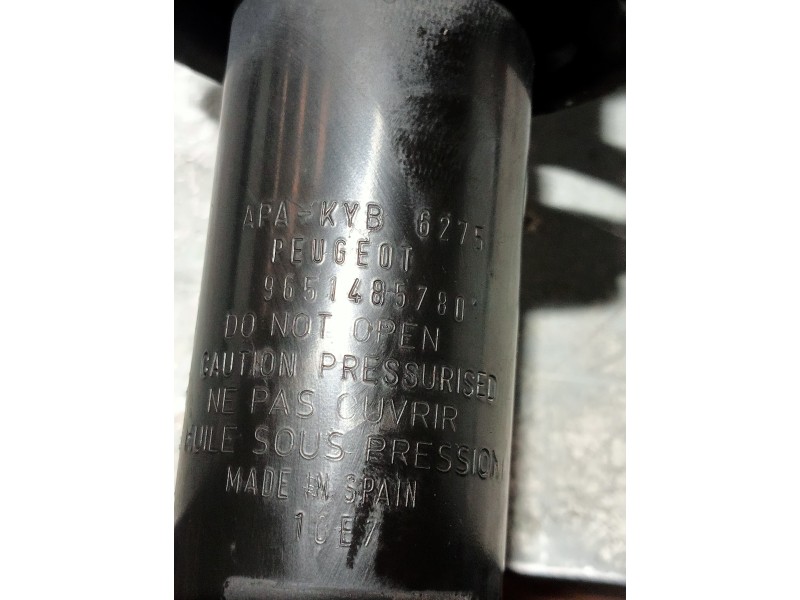 APA-KYB 6275
PEUGEOT
9651485780
DO NOT OPEN
CAUTION PRESSURISED
NE PAS OUVRIR
HUILE SOUS PRESSION
MADE IN SPAIN